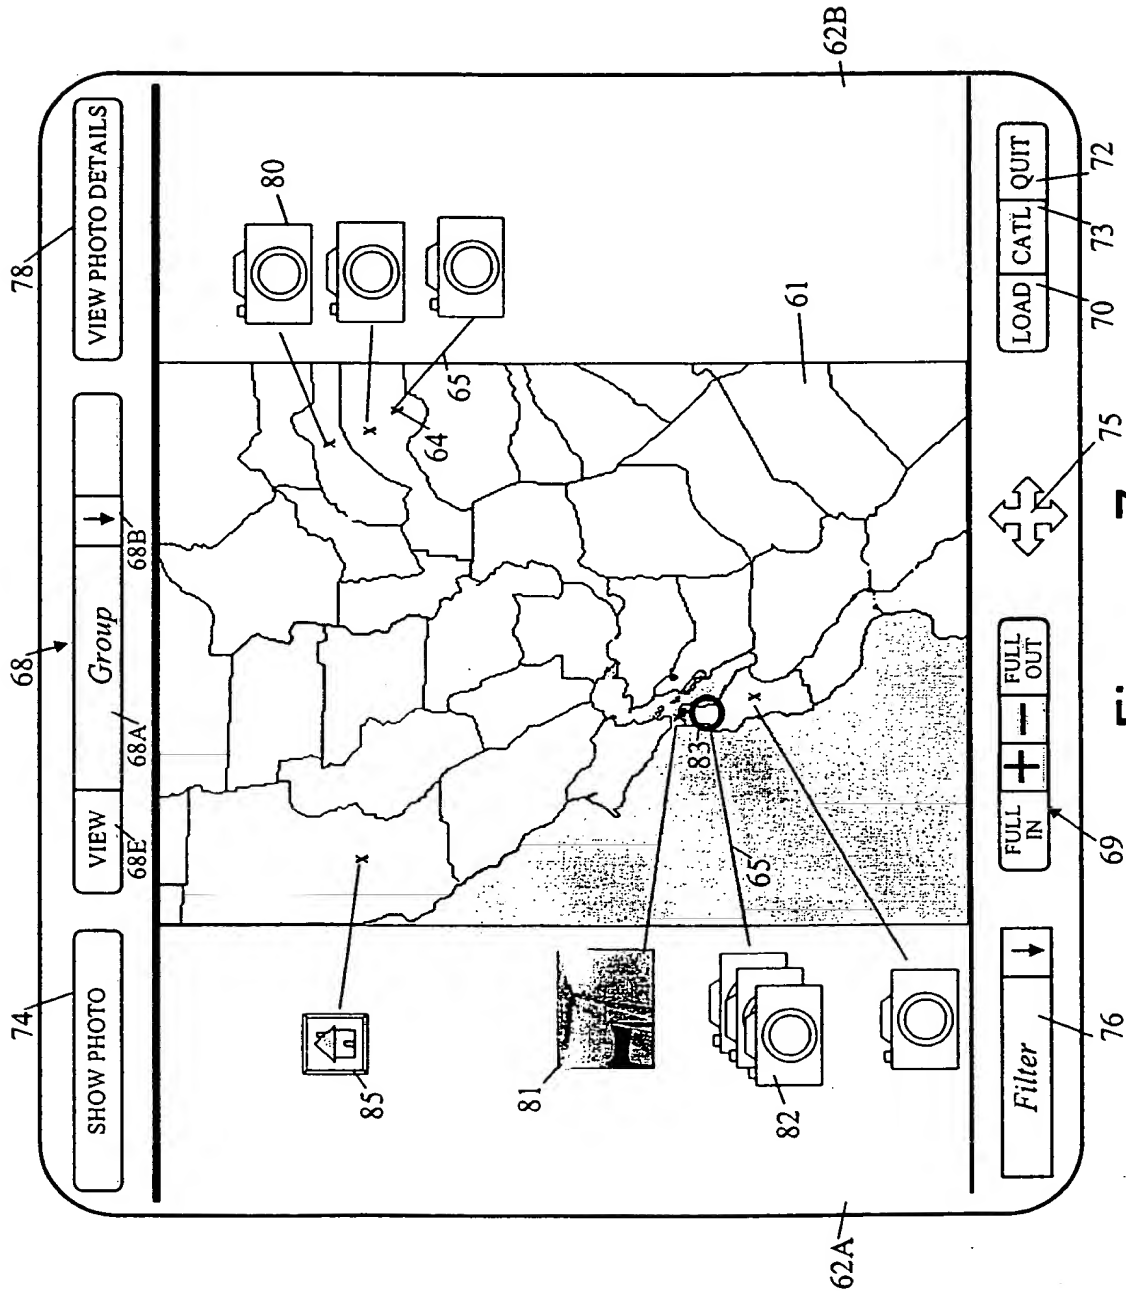 74
68
78
SHOW PHOTO
VIEW
Group
VIEW PHOTO DETAILS
68E
68A
68B
80
85
64
65
81
83
65
82
61
62A
62B
Filter
FULL
IN
+
−
FULL
OUT
LOAD
CATL
QUIT
76
69
75
70
73
72